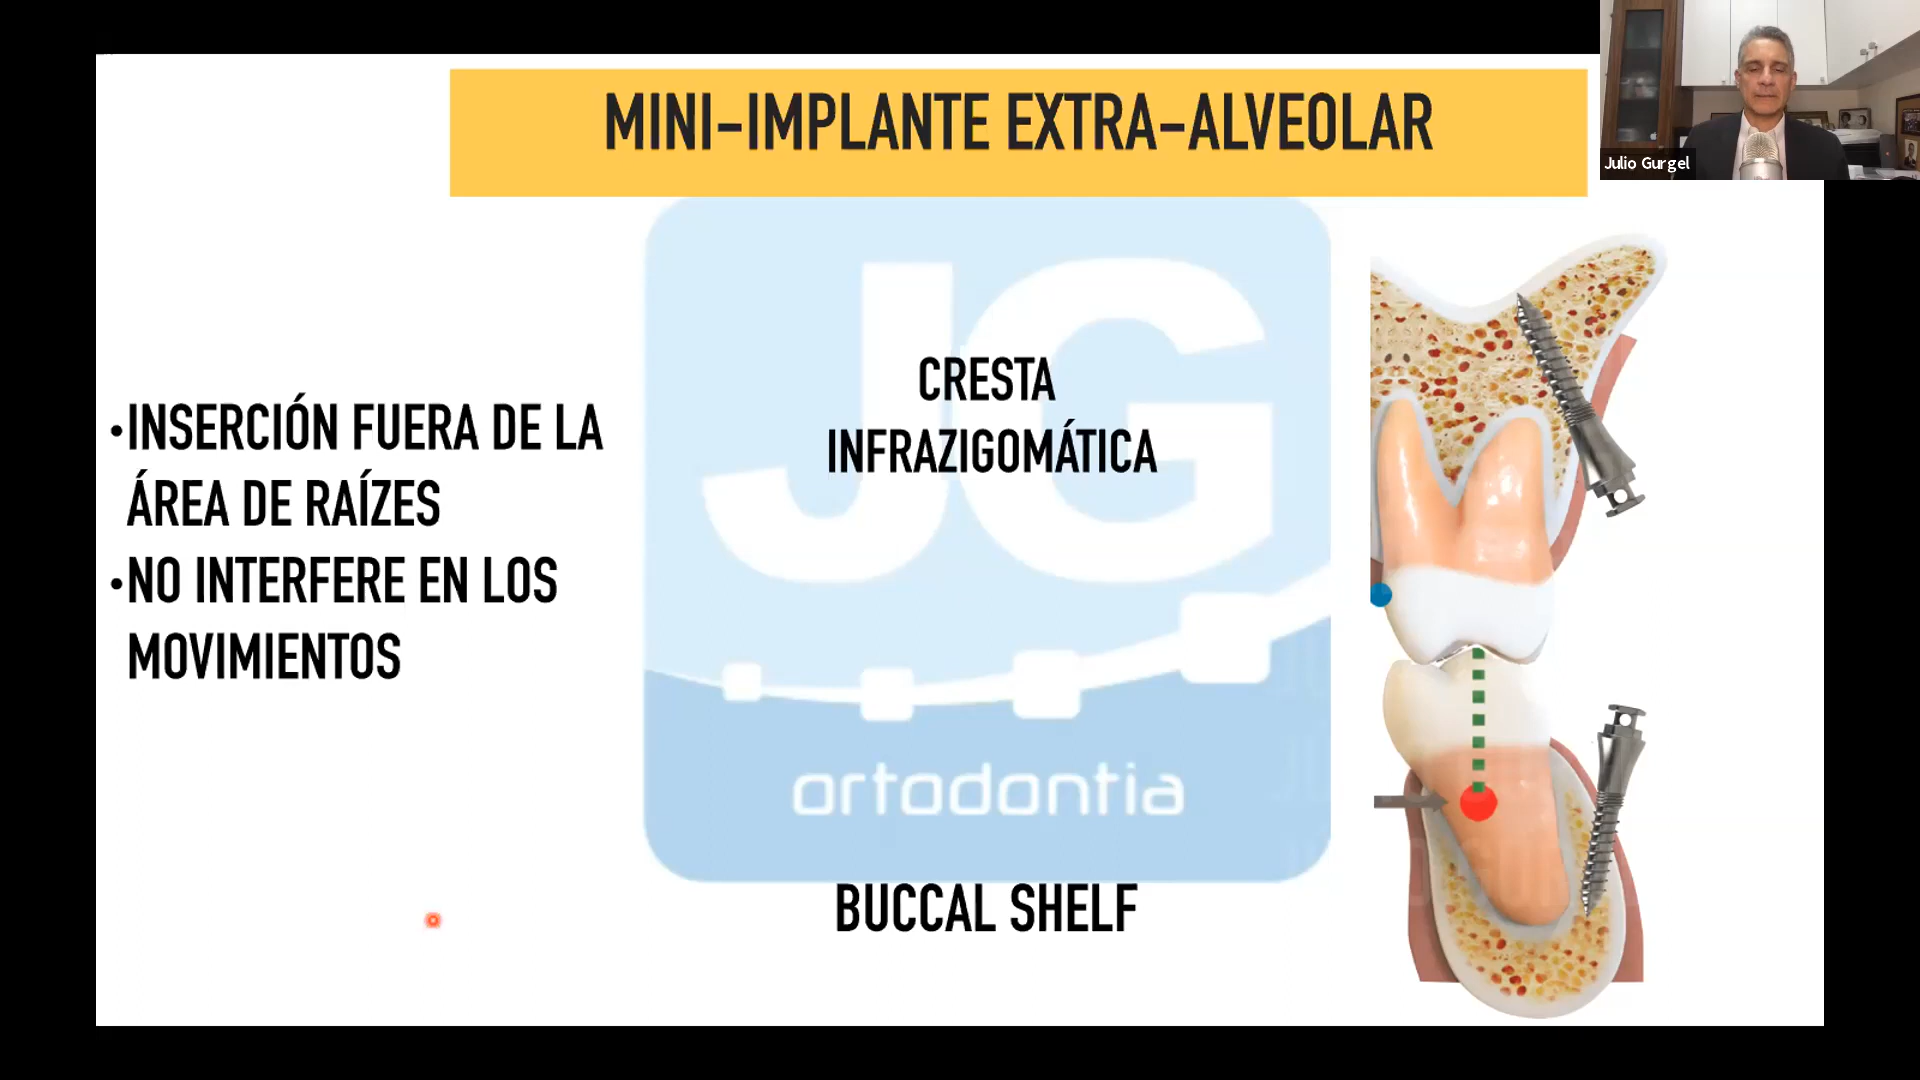 MINI-IMPLANTE EXTRA-ALVEOLAR
Julio Gurgel
•INSERCIÓN FUERA DE LA
ÁREA DE RAÍZES
•NO INTERFERE EN LOS
MOVIMIENTOS
CRESTA
INFRAZIGOMÁTICA
JG
ortodontia
BUCCAL SHELF